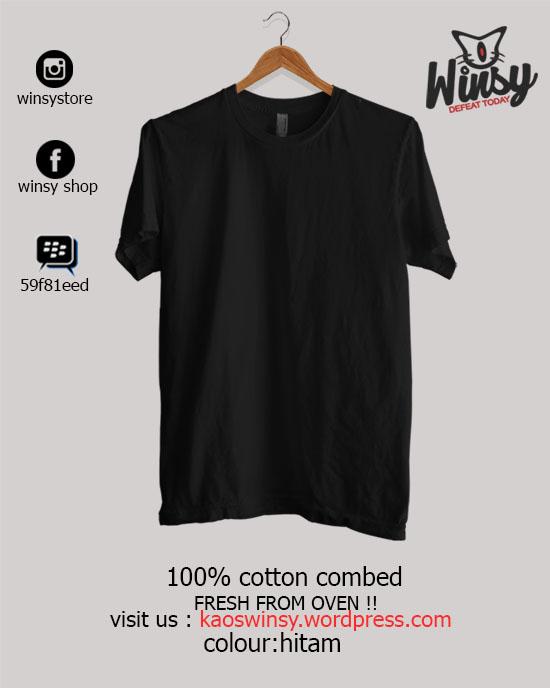 winsystore
winsy shop
59f81eed
Winsy
DEFEAT TODAY
100% cotton combed
FRESH FROM OVEN !!
visit us : kaoswinsy.wordpress.com
colour:hitam